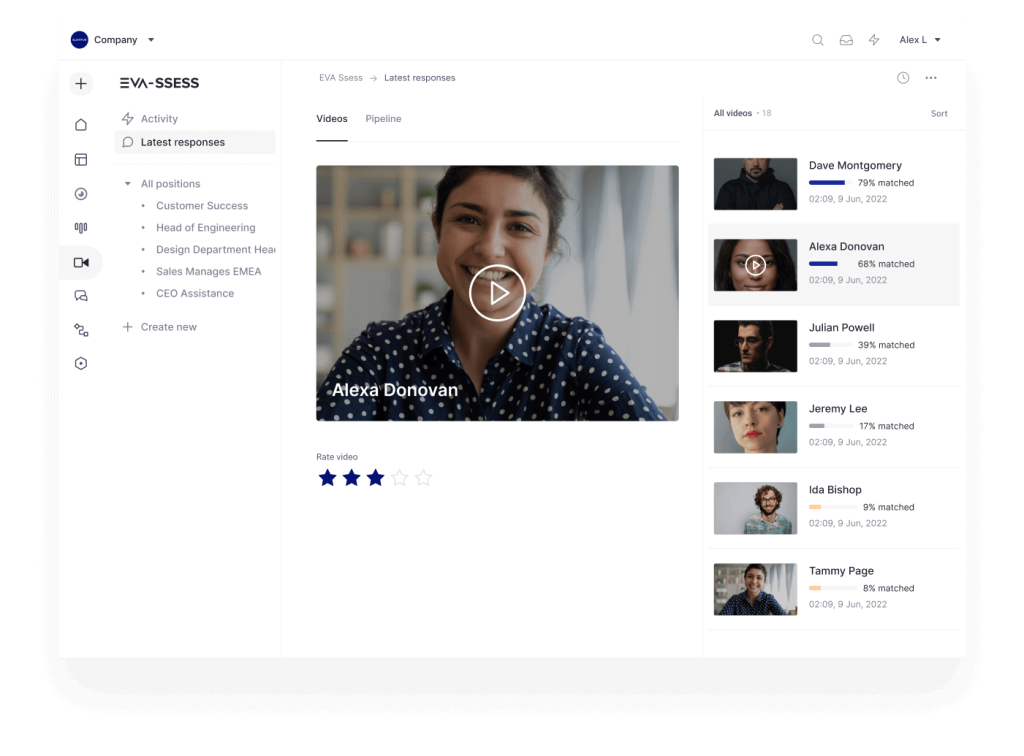 Company
Alex L
EVA-SSESS
Activity
Latest responses
All positions
Customer Success
Head of Engineering
Design Department Head
Sales Manages EMEA
CEO Assistance
Create new
EVA Ssess → Latest responses
Videos Pipeline
Alexa Donovan
Rate video
All videos • 18 Sort
Dave Montgomery
79% matched
02:09, 9 Jun, 2022
Alexa Donovan
68% matched
02:09, 9 Jun, 2022
Julian Powell
39% matched
02:09, 9 Jun, 2022
Jeremy Lee
17% matched
02:09, 9 Jun, 2022
Ida Bishop
9% matched
02:09, 9 Jun, 2022
Tammy Page
8% matched
02:09, 9 Jun, 2022